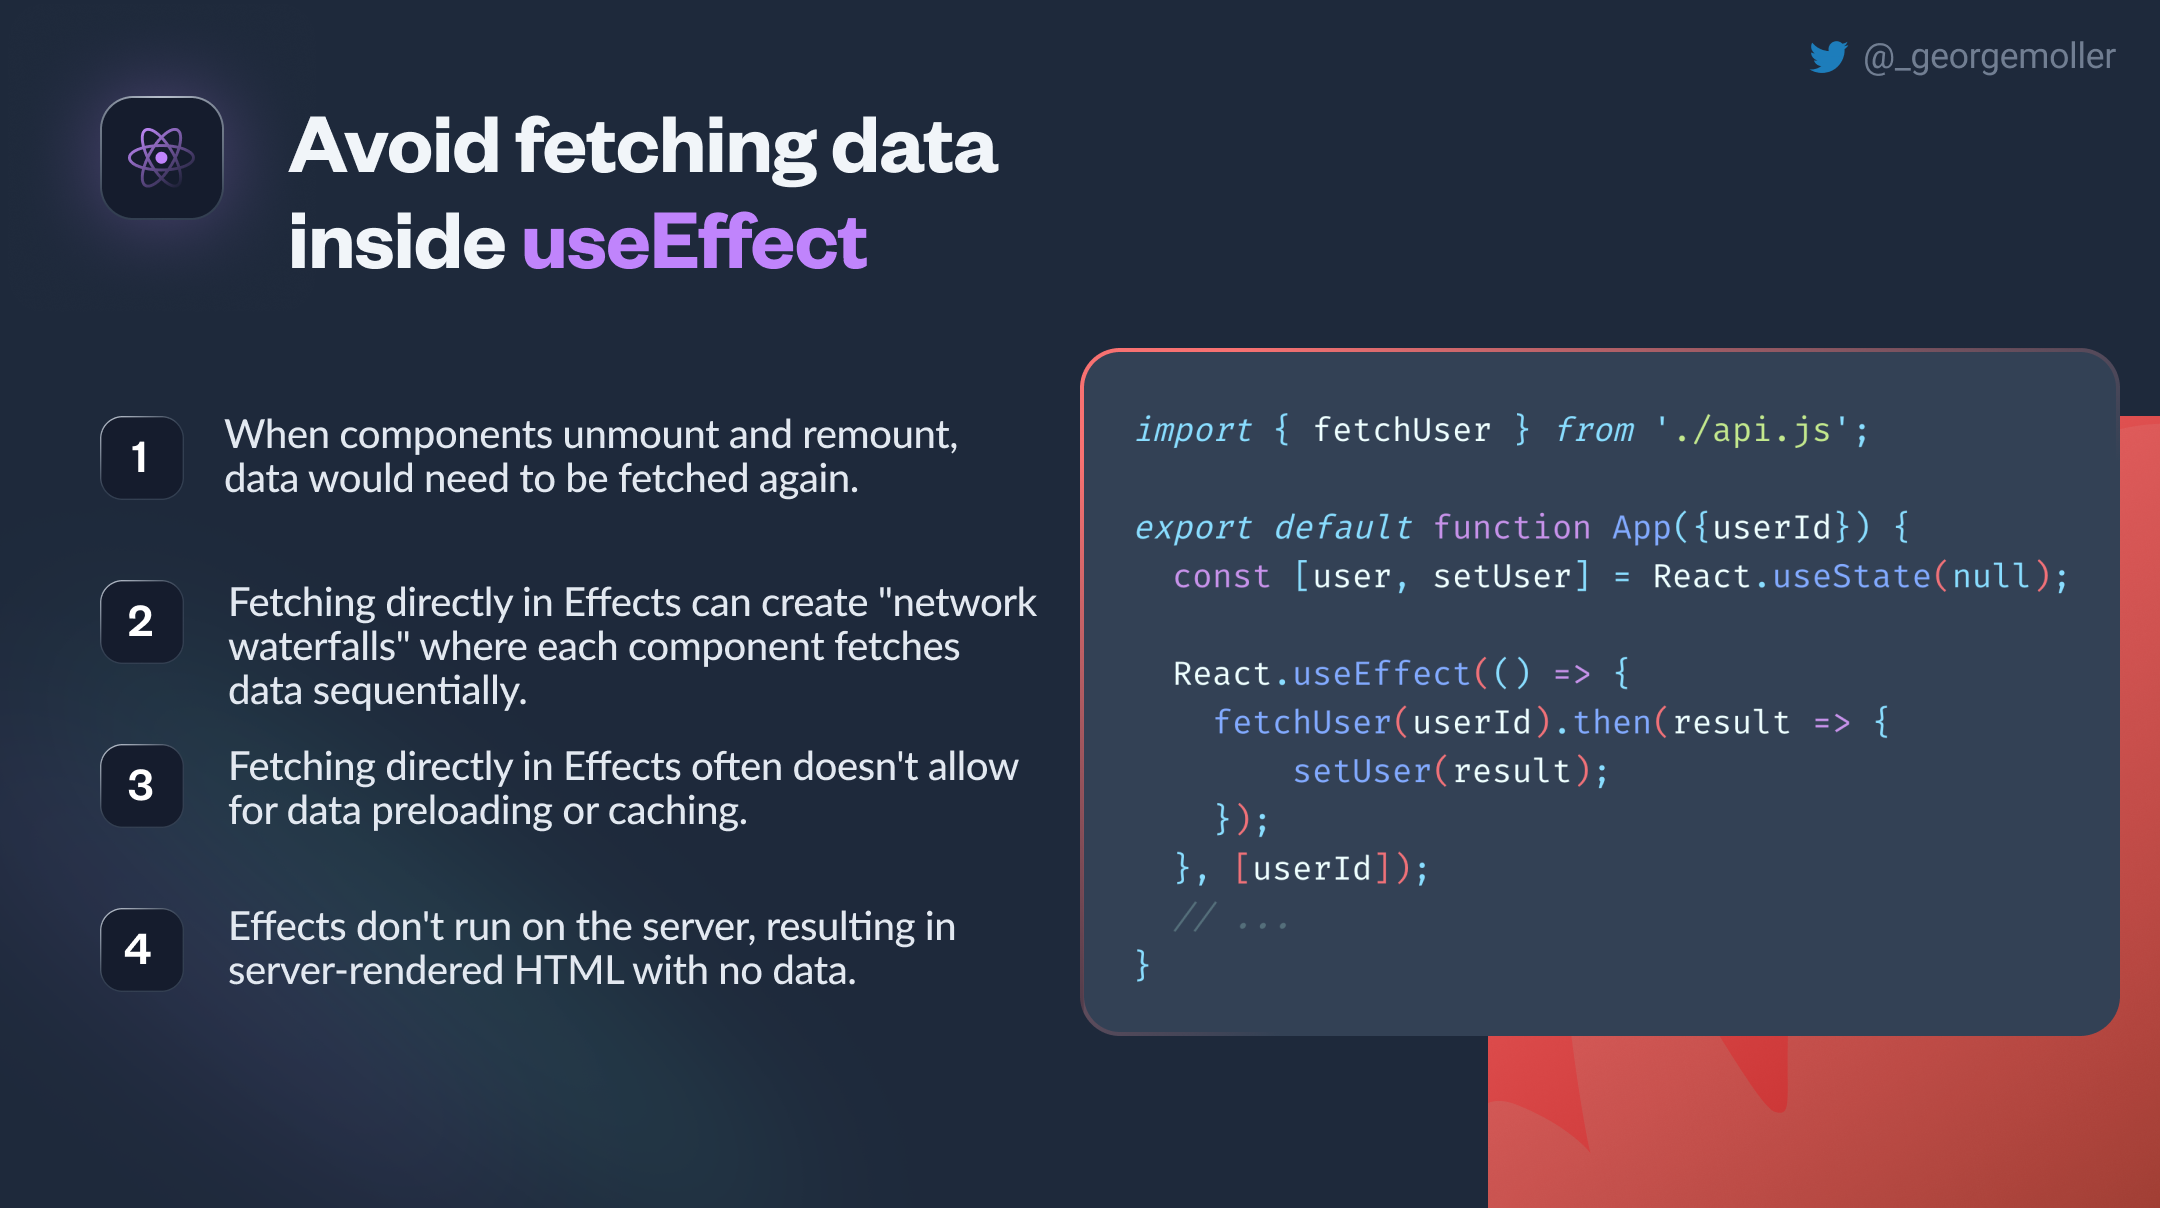 @_georgemoller
Avoid fetching data
inside useEffect
1
When components unmount and remount,
data would need to be fetched again.
2
Fetching directly in Effects can create "network
waterfalls" where each component fetches
data sequentially.
3
Fetching directly in Effects often doesn't allow
for data preloading or caching.
4
Effects don't run on the server, resulting in
server-rendered HTML with no data.
import { fetchUser } from './api.js';
export default function App({userId}) {
  const [user, setUser] = React.useState(null);
  React.useEffect(() => {
    fetchUser(userId).then(result => {
        setUser(result);
    });
  }, [userId]);
  // ...
}